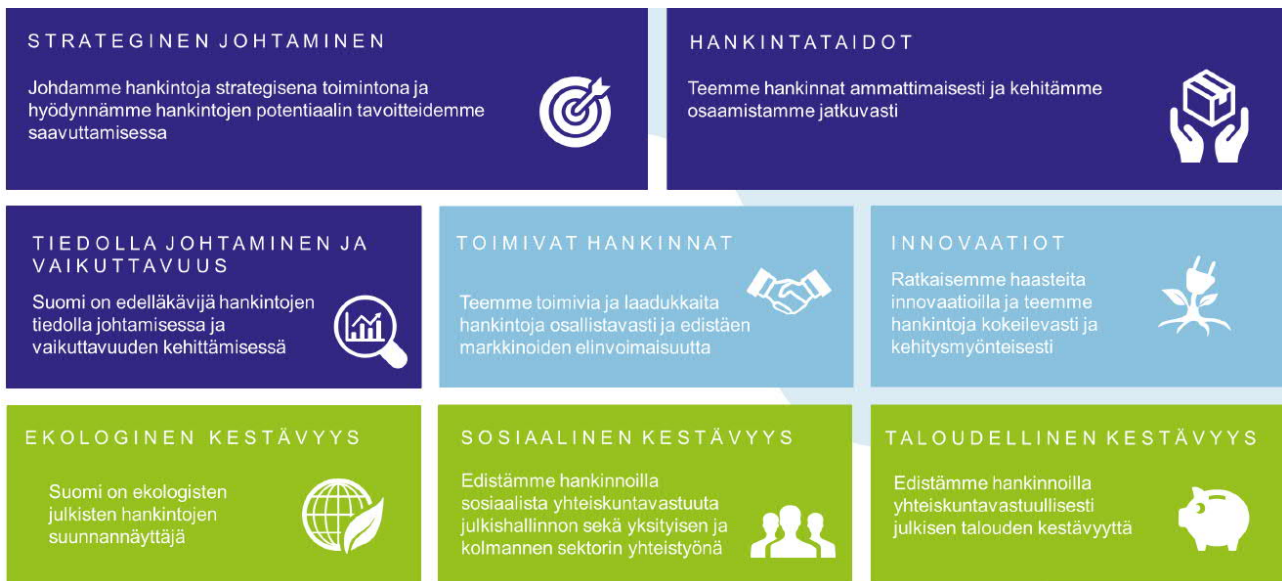 STRATEGINEN JOHTAMINEN
Johdamme hankintoja strategisena toimintona ja
hyödynnämme hankintojen potentiaalin tavoitteidemme
saavuttamisessa
HANKINTATAIDOT
Teemme hankinnat ammattimaisesti ja kehitämme
osaamistamme jatkuvasti
TIEDOLLA JOHTAMINEN JA
VAIKUTTAVUUS
Suomi on edelläkävijä hankintojen
tiedolla johtamisessa ja
vaikuttavuuden kehittämisessä
TOIMIVAT HANKINNAT
Teemme toimivia ja laadukkaita
hankintoja osallistavasti ja edistäen
markkinoiden elinvoimaisuutta
INNOVAATIOT
Ratkaisemme haasteita
innovaatioilla ja teemme
hankintoja kokeilevasti ja
kehitysmyönteisesti
EKOLOGINEN KESTÄVYYS
Suomi on ekologisten
julkisten hankintojen
suunnannäyttäjä
SOSIAALINEN KESTÄVYYS
Edistämme hankinnoilla
sosiaalista yhteiskuntavastuuta
julkishallinnon sekä yksityisen ja
kolmannen sektorin yhteistyönä
TALOUDELLINEN KESTÄVYYS
Edistämme hankinnoilla
yhteiskuntavastuullisesti
julkisen talouden kestävyyttä